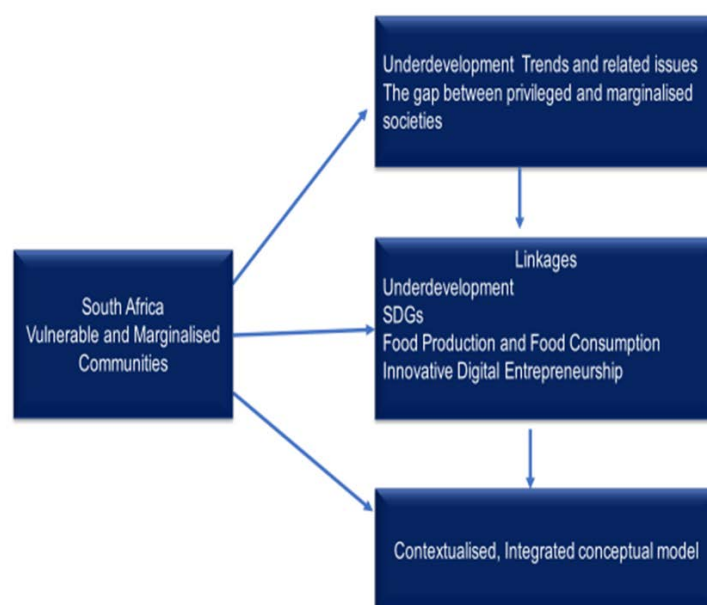 Underdevelopment Trends and related issues
The gap between privileged and marginalised
societies
South Africa
Vulnerable and Marginalised
Communities
Linkages
Underdevelopment
SDGs
Food Production and Food Consumption
Innovative Digital Entrepreneurship
Contextualised, Integrated conceptual model